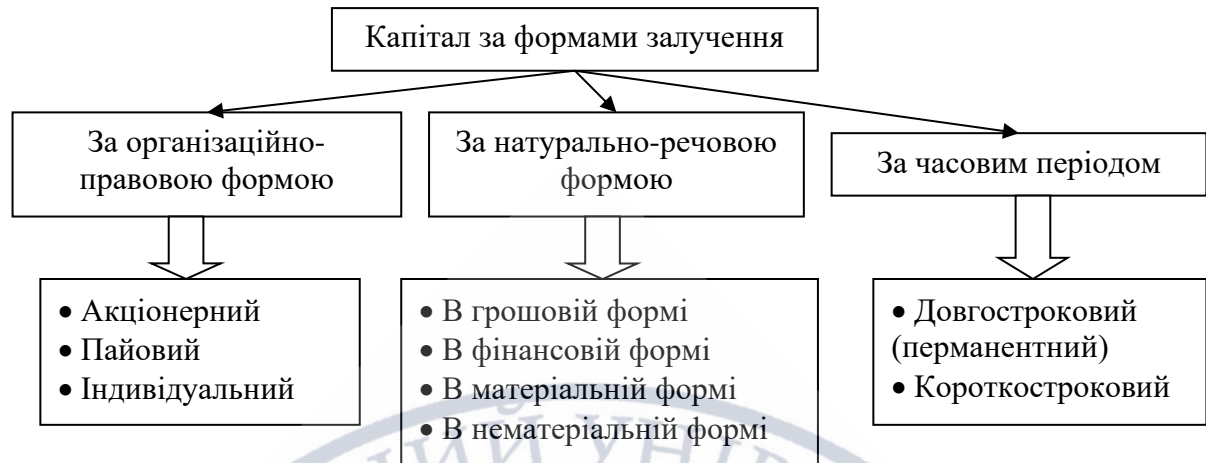 Капітал за формами залучення
За організаційно-
правовою формою
За натурально-речовою
формою
За часовим періодом
• Акціонерний
• Пайовий
• Індивідуальний
• В грошовій формі
• В фінансовій формі
• В матеріальній формі
• В нематеріальній формі
• Довгостроковий
(перманентний)
• Короткостроковий